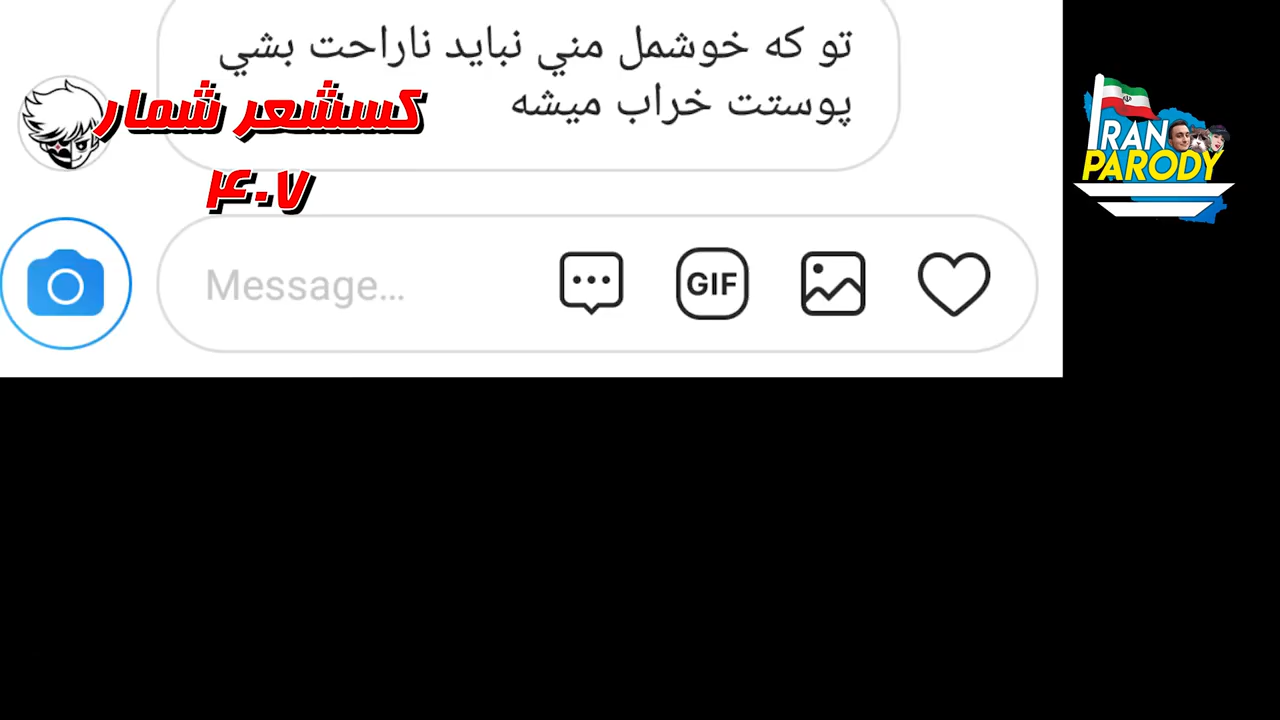 تو که خوشمل مني نبايد ناراحت بشي
پوستت خراب ميشه
کسشعر شمار
۴۰۷
Message...
GIF
IRAN
PARODY